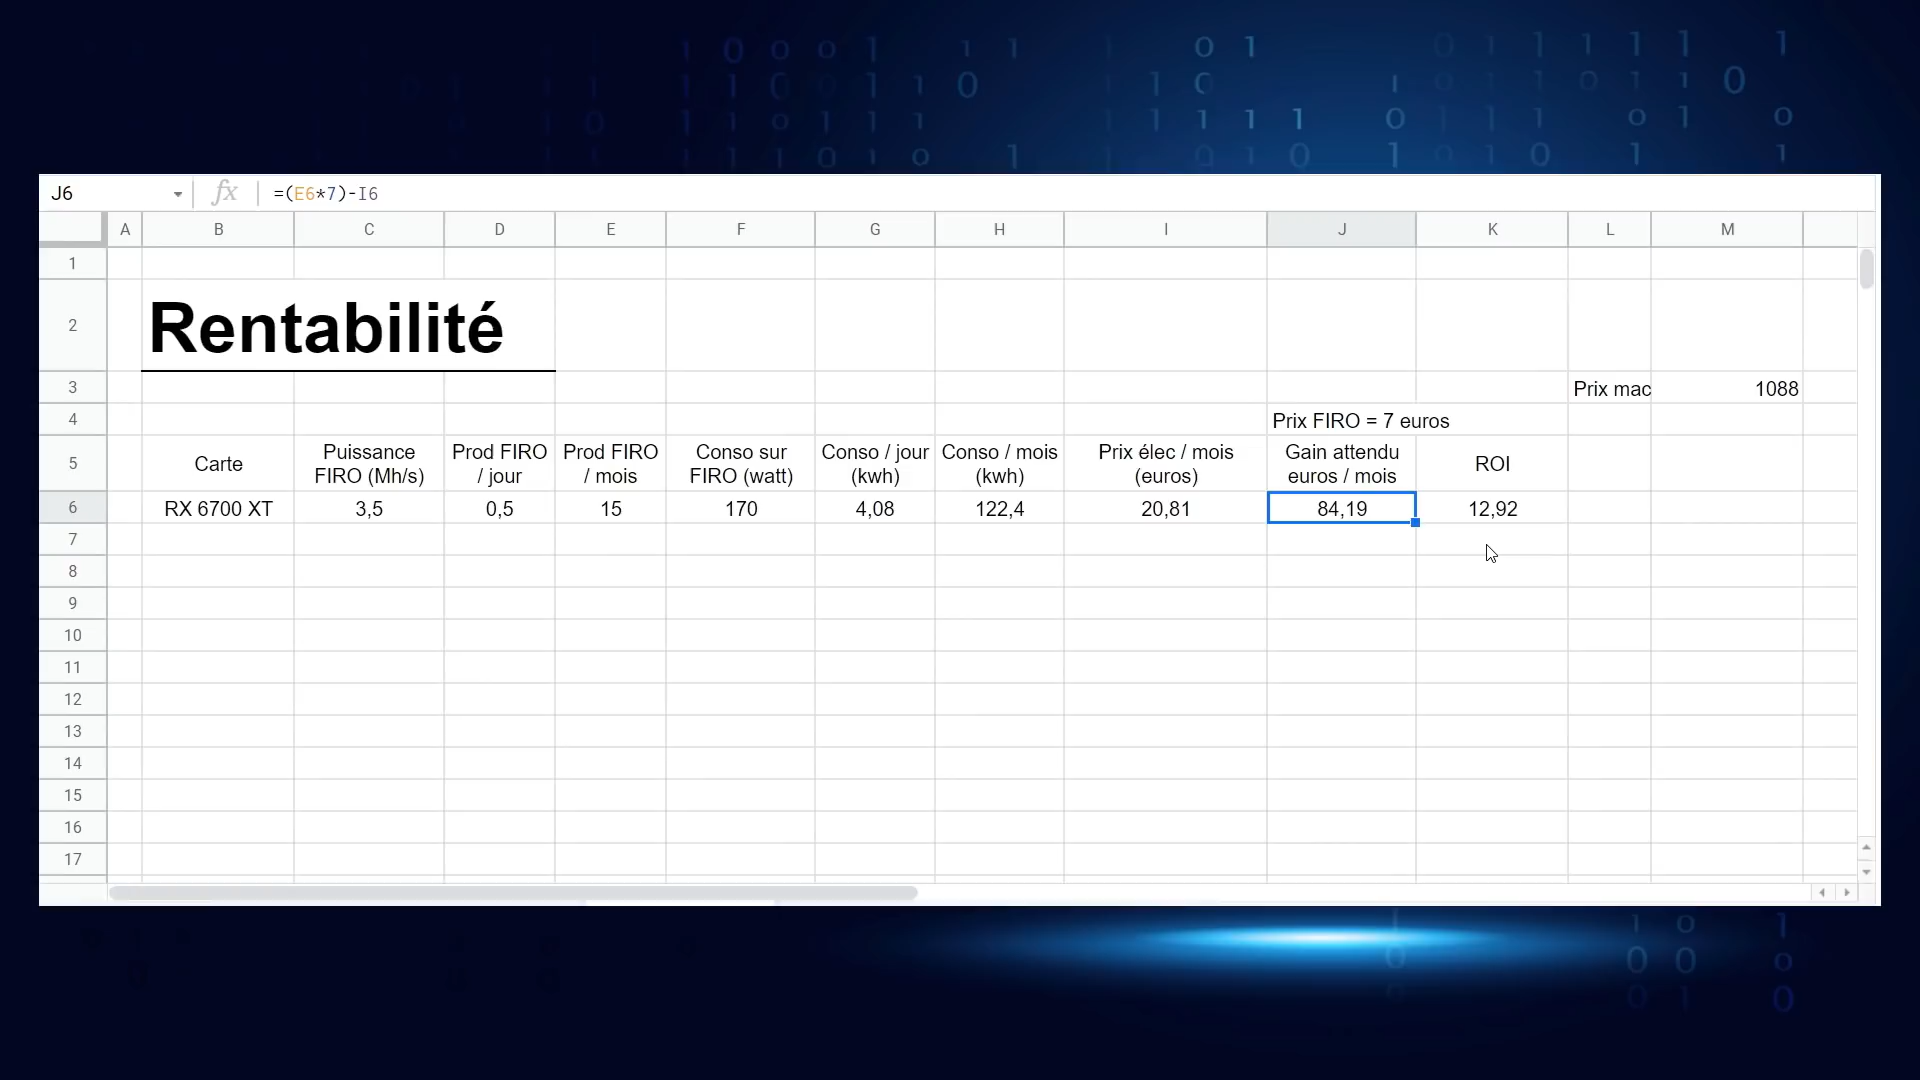 J6 fx =(E6*7)-I6
A B C D E F G H I J K L M
1
2 Rentabilité
3 Prix mac 1088
4 Prix FIRO = 7 euros
5 Carte Puissance FIRO (Mh/s) Prod FIRO / jour Prod FIRO / mois Conso sur FIRO (watt) Conso / jour (kwh) Conso / mois (kwh) Prix élec / mois (euros) Gain attendu euros / mois ROI
6 RX 6700 XT 3,5 0,5 15 170 4,08 122,4 20,81 84,19 12,92
7
8
9
10
11
12
13
14
15
16
17